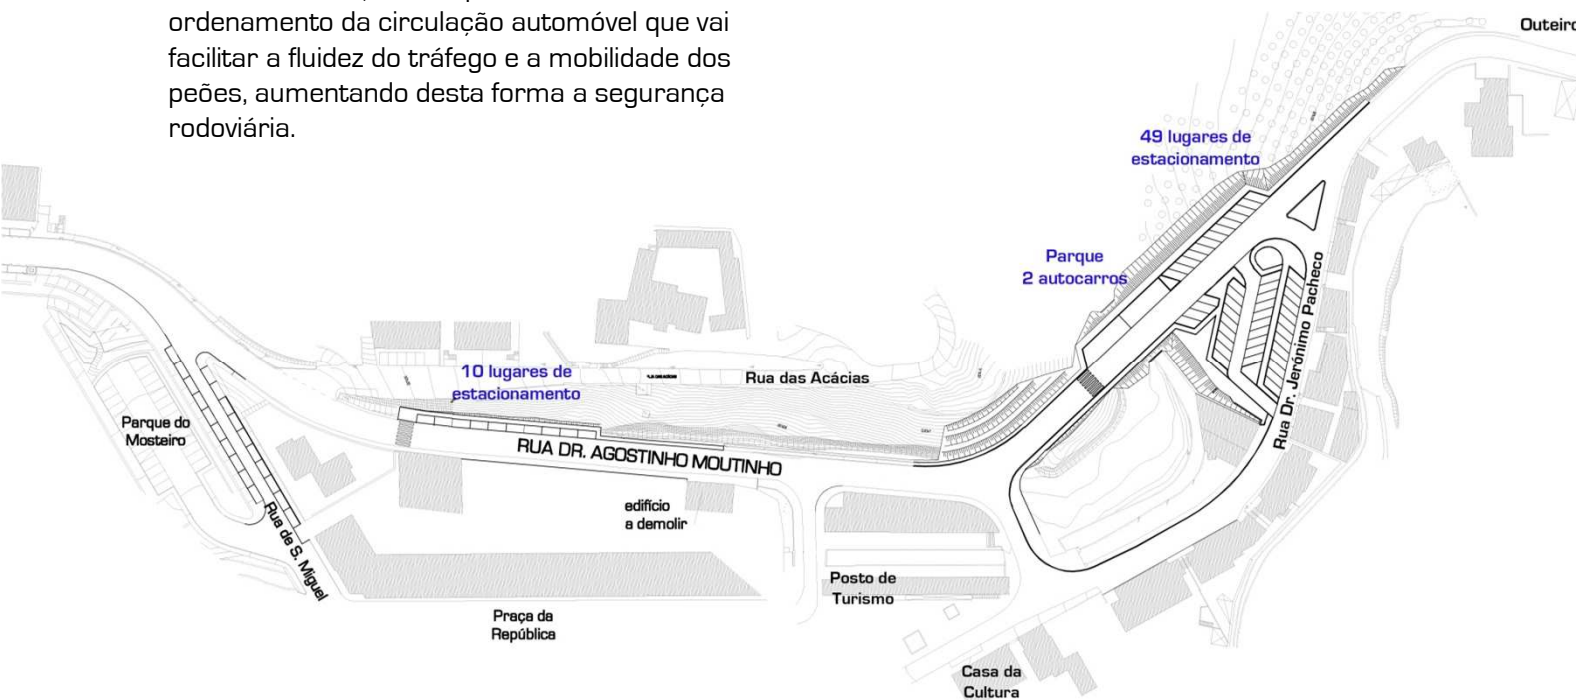 ordenamento da circulação automóvel que vai
facilitar a fluidez do tráfego e a mobilidade dos
peões, aumentando desta forma a segurança
rodoviária.
Outeiro
49 lugares de
estacionamento
Parque
2 autocarros
Rua Dr. Jerónimo Pacheco
10 lugares de
estacionamento
RUA DAS ACÁCIAS
Rua das Acácias
Parque do
Mosteiro
RUA DR. AGOSTINHO MOUTINHO
edifício
a demolir
Rua de S. Miguel
Posto de
Turismo
Praça da
República
Casa da
Cultura